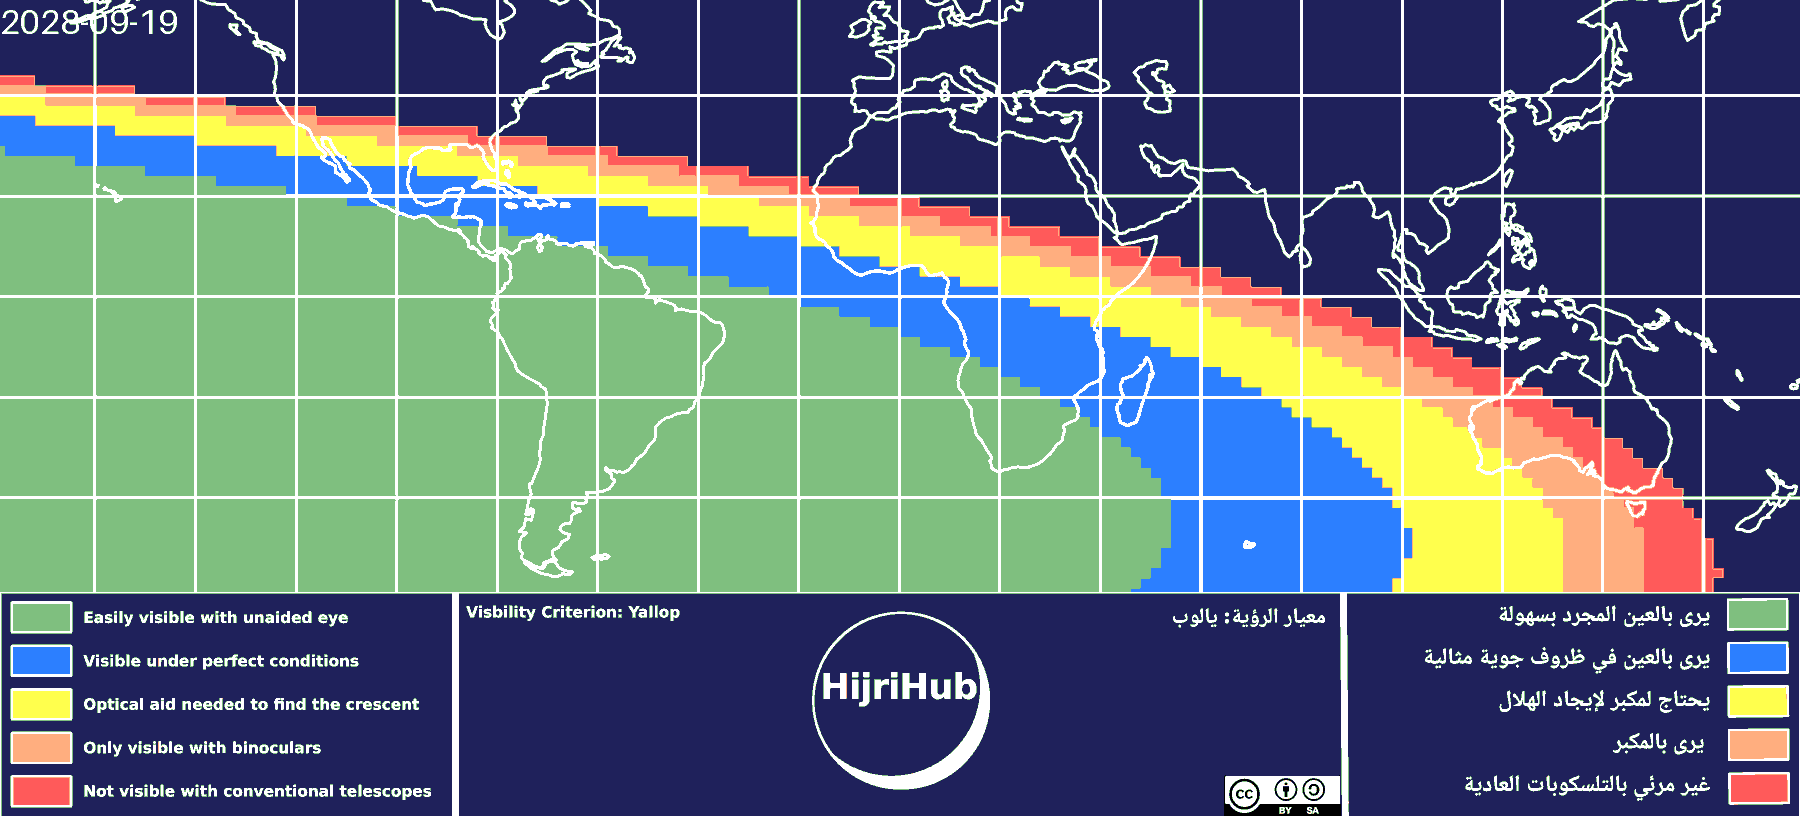 2028-09-19
Easily visible with unaided eye
Visible under perfect conditions
Optical aid needed to find the crescent
Only visible with binoculars
Not visible with conventional telescopes
Visbility Criterion: Yallop
معيار الرؤية: يالوب
HijriHub
cc
BY SA
يرى بالعين المجرد بسهولة
يرى بالعين في ظروف جوية مثالية
يحتاج لمكبر لإيجاد الهلال
يرى بالمكبر
غير مرئي بالتلسكوبات العادية